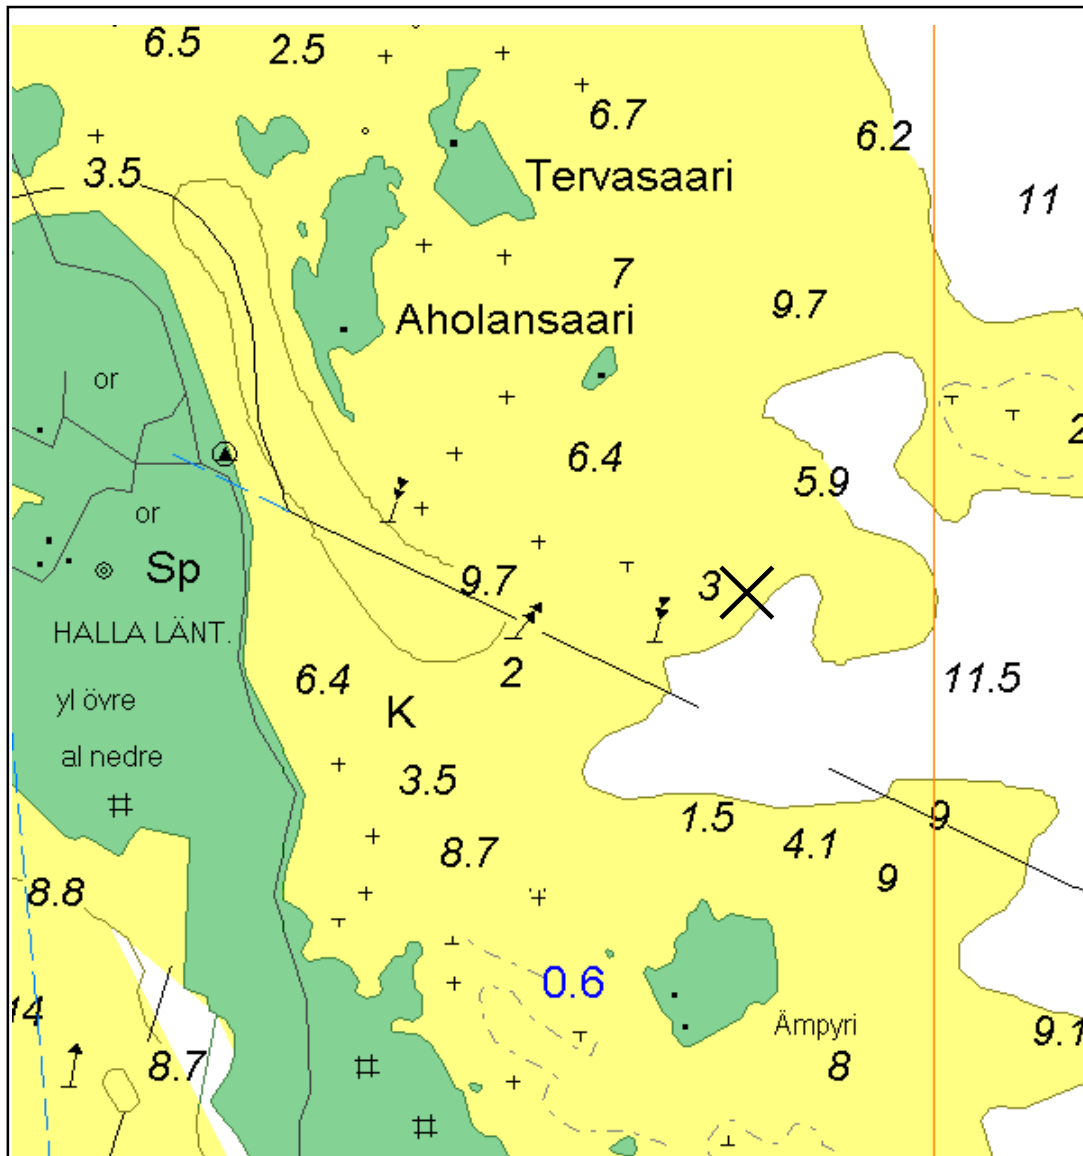 6.5
2.5
6.7
6.2
3.5
Tervasaari
11
7
9.7
Aholansaari
or
2
6.4
5.9
or
Sp
9.7
3
HALLA LÄNT.
6.4
2
11.5
yl övre
K
al nedre
3.5
1.5
9
4.1
8.7
9
8.8
0.6
14
Ämpyri
9.1
8.7
8